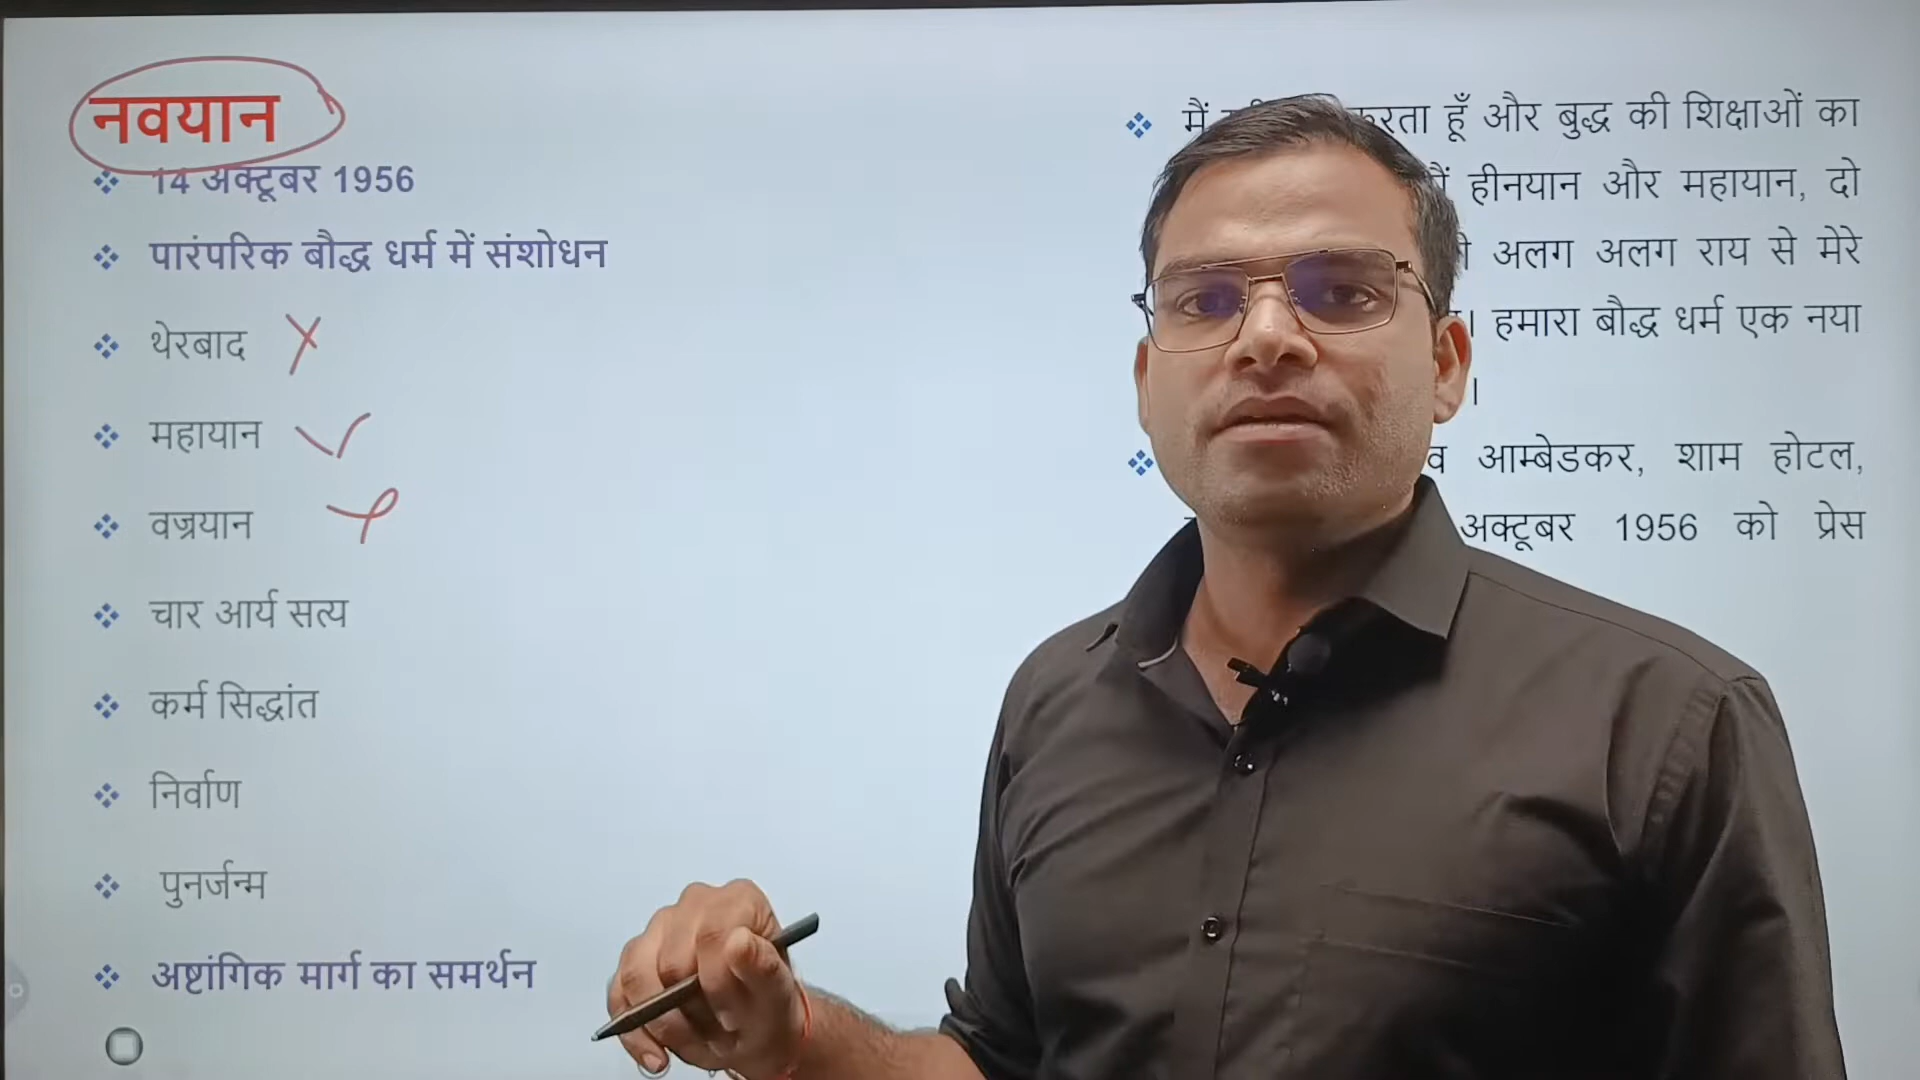 नवयान
14 अक्टूबर 1956
पारंपरिक बौद्ध धर्म में संशोधन
थेरबाद
महायान
वज्रयान
चार आर्य सत्य
कर्म सिद्धांत
निर्वाण
पुनर्जन्म
अष्टांगिक मार्ग का समर्थन
मैं करता हूँ और बुद्ध की शिक्षाओं का
हीनयान और महायान, दो
अलग अलग राय से मेरे
। हमारा बौद्ध धर्म एक नया
।
व आम्बेडकर, शाम होटल,
अक्टूबर 1956 को प्रेस